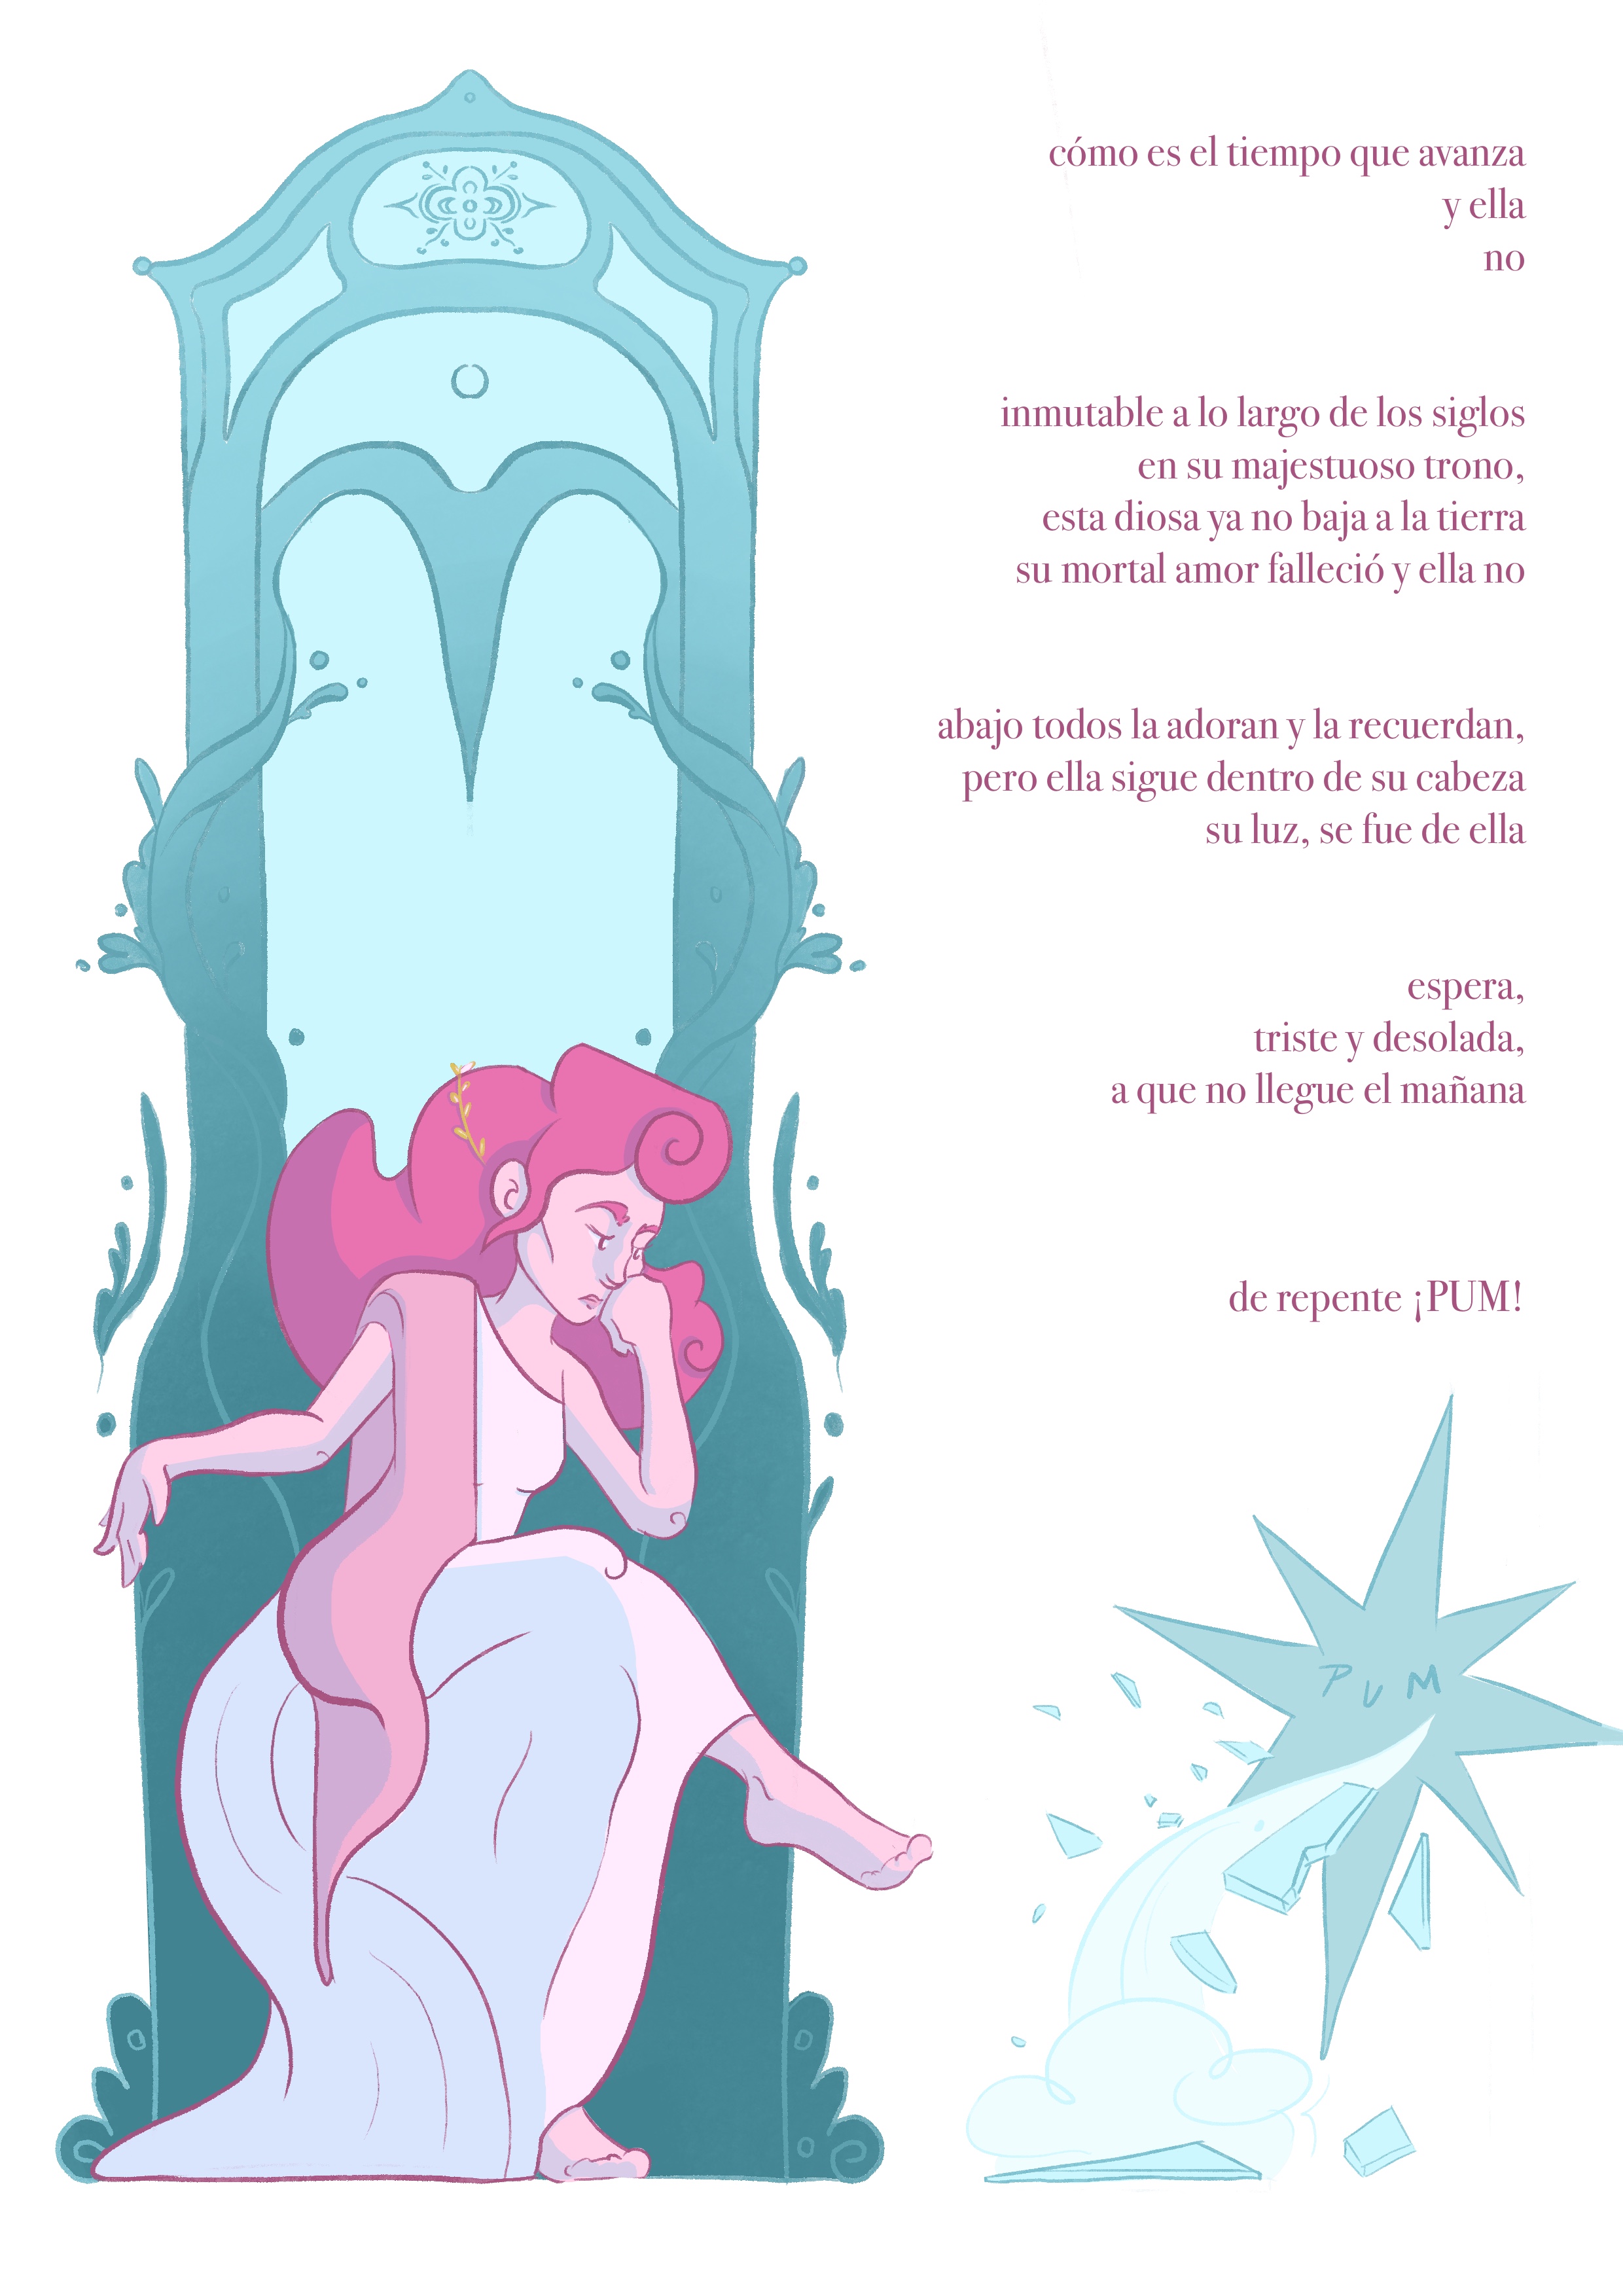 cómo es el tiempo que avanza
y ella
no
inmutable a lo largo de los siglos
en su majestuoso trono,
esta diosa ya no baja a la tierra
su mortal amor falleció y ella no
abajo todos la adoran y la recuerdan,
pero ella sigue dentro de su cabeza
su luz, se fue de ella
espera,
triste y desolada,
a que no llegue el mañana
de repente ¡PUM!
PUM